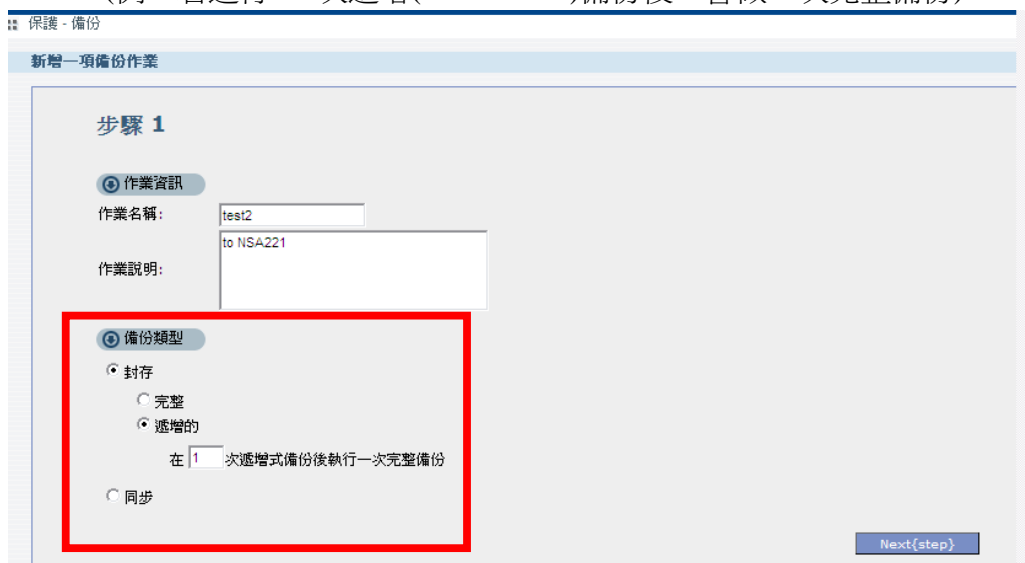 保護 - 備份
新增一項備份作業
步驟 1
作業資訊
作業名稱: test2
作業說明: to NSA221
備份類型
封存
完整
遞增的
在 1 次遞增式備份後執行一次完整備份
同步
Next{step}